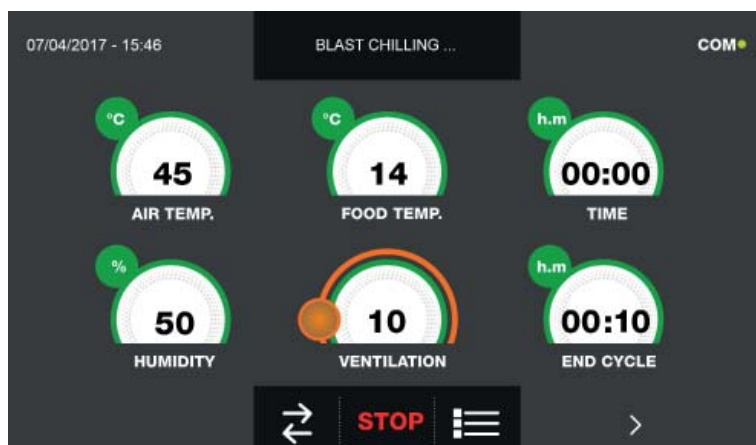 07/04/2017 - 15:46
BLAST CHILLING ...
COM
°C
45
AIR TEMP.
°C
14
FOOD TEMP.
h.m
00:00
TIME
%
50
HUMIDITY
10
VENTILATION
h.m
00:10
END CYCLE
STOP